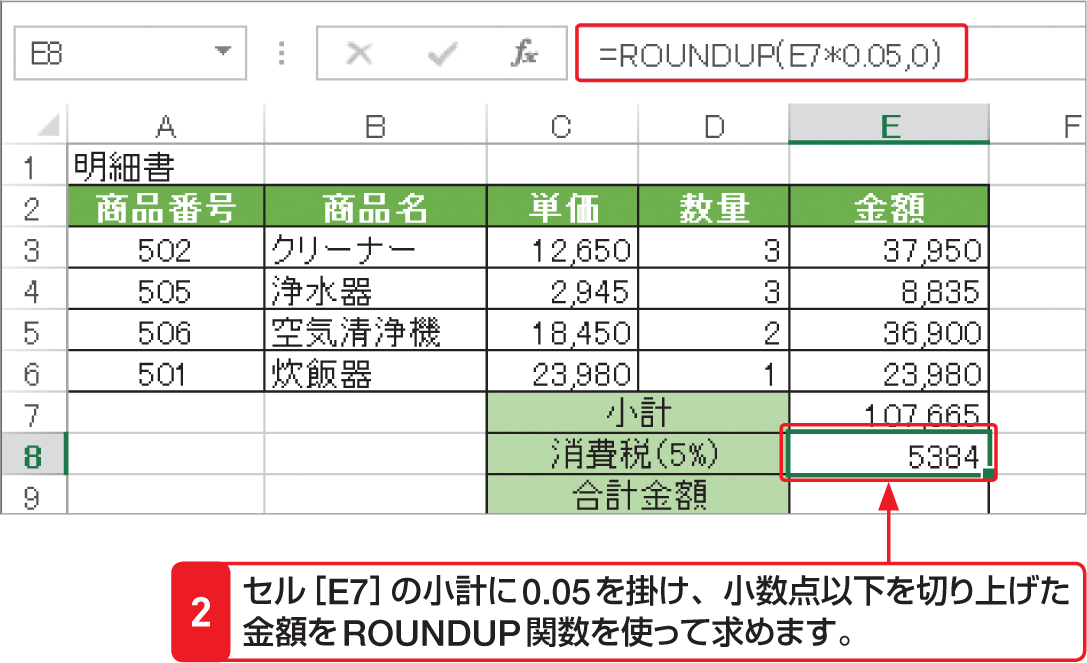 E8 fx =ROUNDUP(E7*0.05,0)
A B C D E F
1 明細書
2 商品番号 商品名 単価 数量 金額
3 502 クリーナー 12,650 3 37,950
4 505 浄水器 2,945 3 8,835
5 506 空気清浄機 18,450 2 36,900
6 501 炊飯器 23,980 1 23,980
7 小計 107,665
8 消費税(5%) 5384
9 合計金額
2 セル[E7]の小計に0.05を掛け、小数点以下を切り上げた
金額をROUNDUP関数を使って求めます。